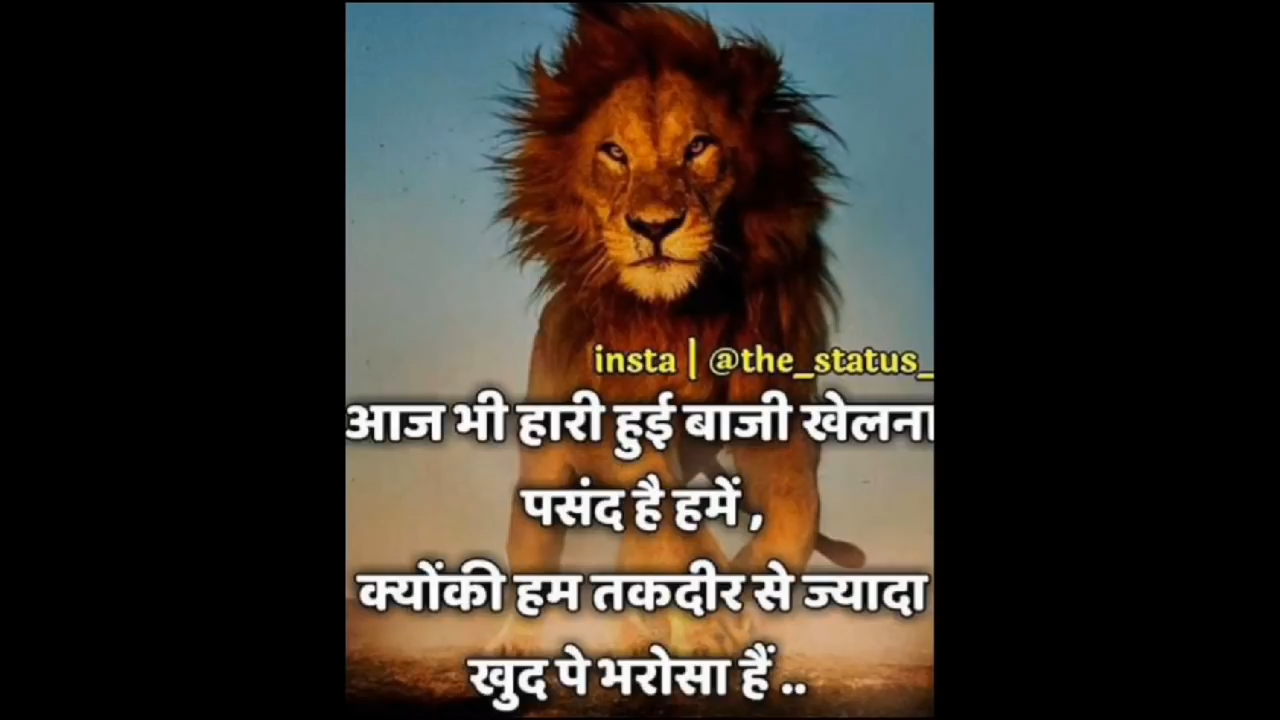 insta | @the_status_
आज भी हारी हुई बाजी खेलना
पसंद है हमें ,
क्योंकी हम तकदीर से ज्यादा
खुद पे भरोसा हैं ..